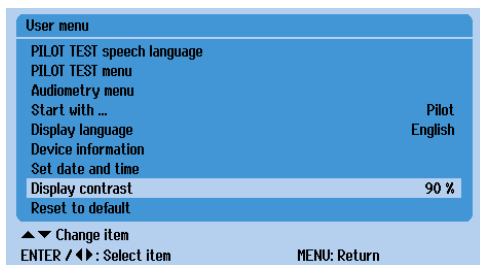 User menu
PILOT TEST speech language
PILOT TEST menu
Audiometry menu
Start with ... Pilot
Display language English
Device information
Set date and time
Display contrast 90 %
Reset to default
▲▼ Change item
ENTER / ◀▶: Select item MENU: Return